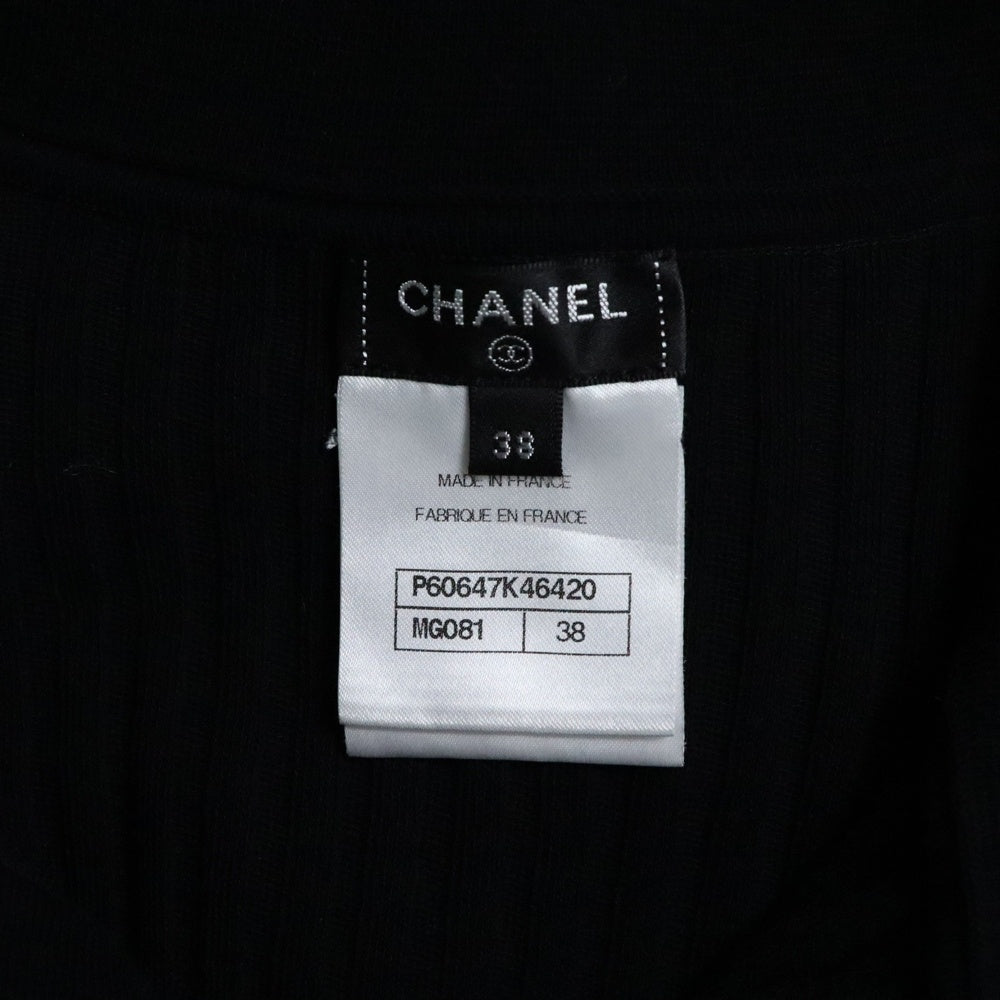 CHANEL
38
MADE IN FRANCE
FABRIQUE EN FRANCE
P60647K46420
MG081 38